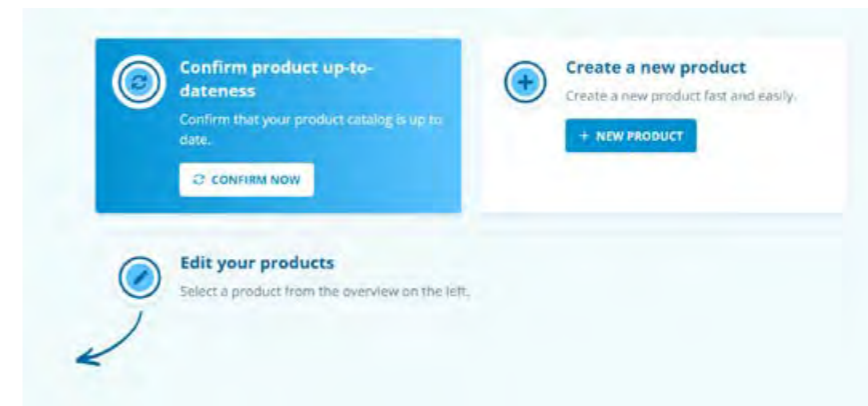 Confirm product up-to-
dateness
Confirm that your product catalog is up to
date.
CONFIRM NOW
Create a new product
Create a new product fast and easily.
+ NEW PRODUCT
Edit your products
Select a product from the overview on the left.